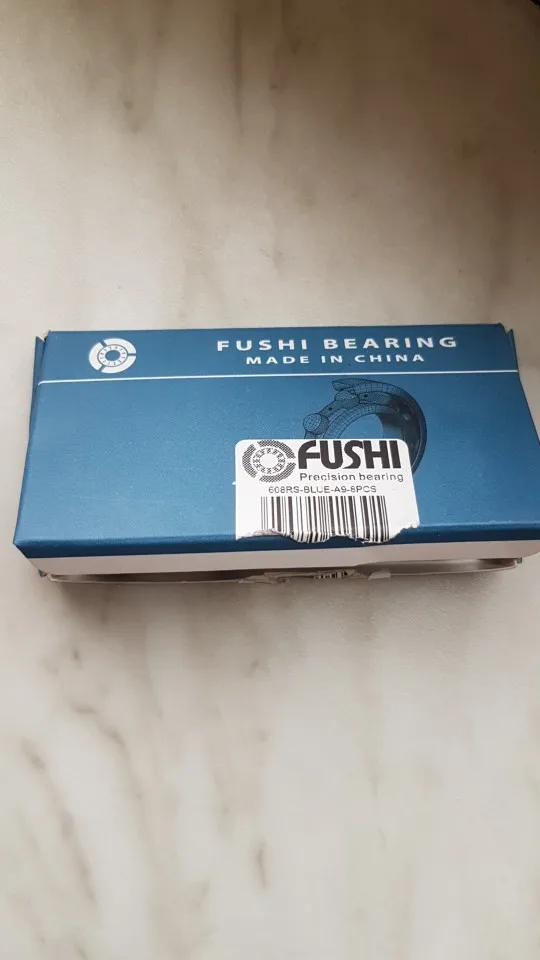 FUSHI BEARING
MADE IN CHINA
FUSHI
Precision bearing
608RS-BLUE-A9-8PCS